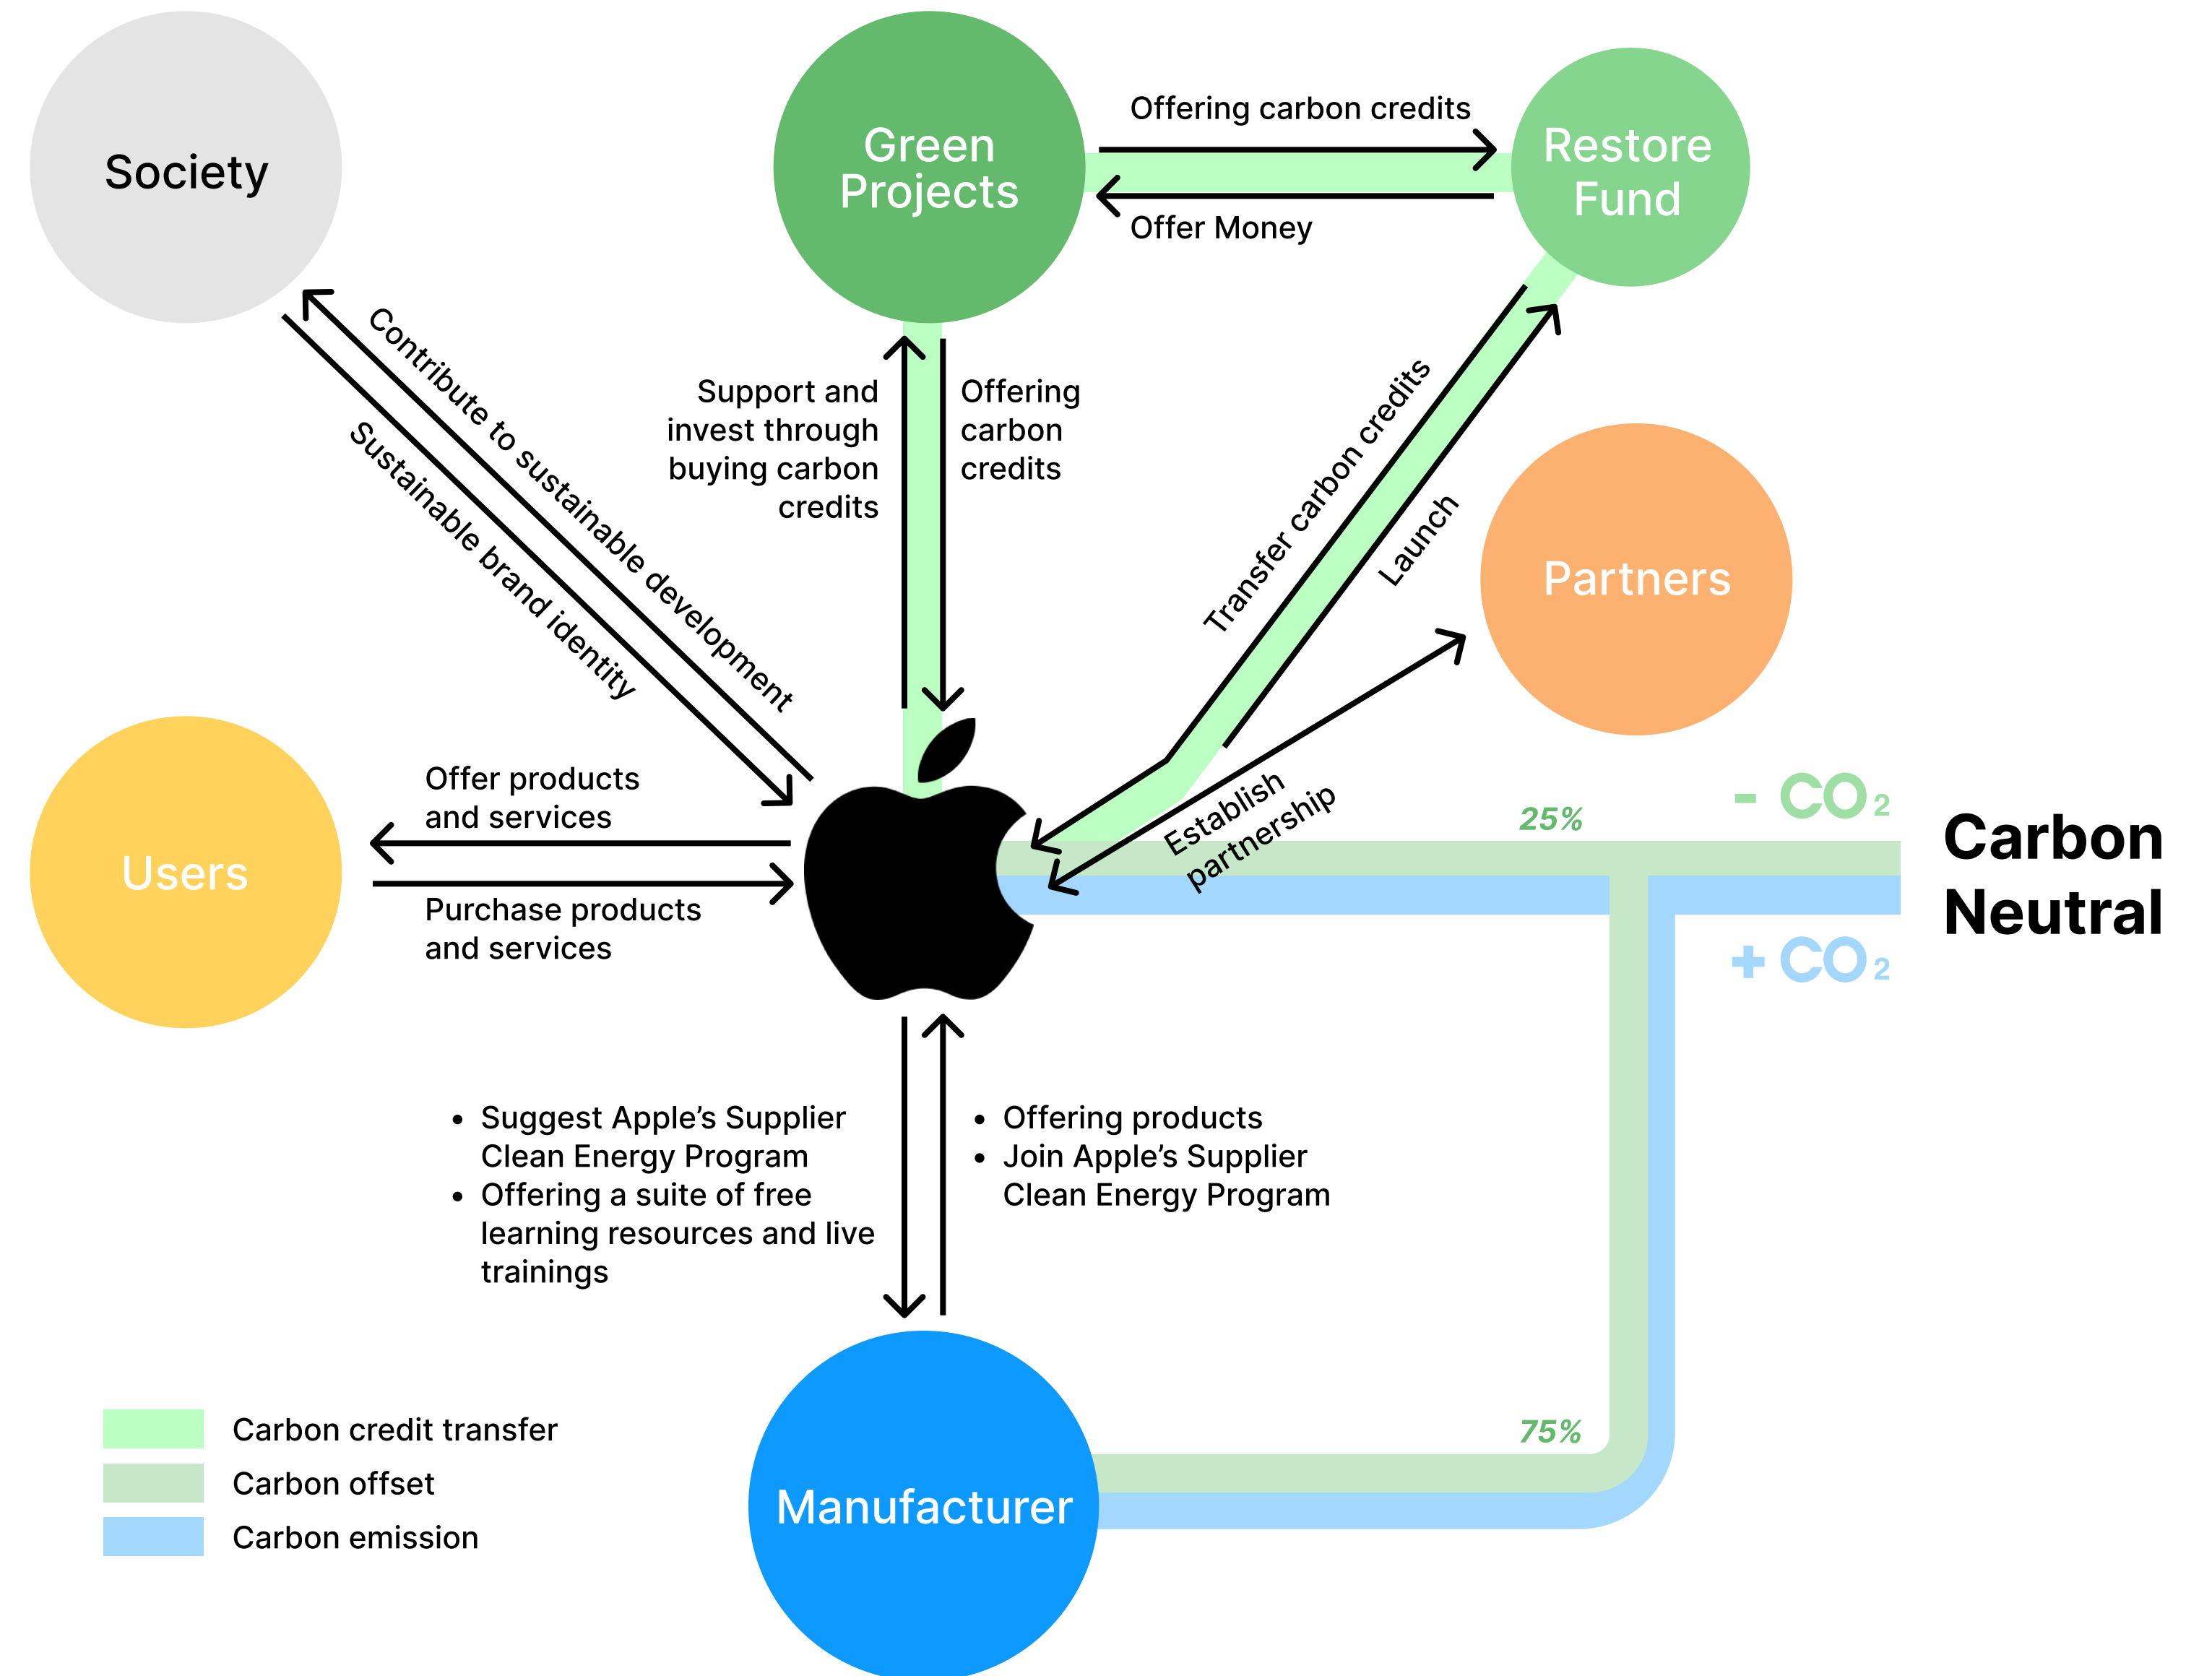 Society
Green
Projects
Offering carbon credits
Offer Money
Restore
Fund
Contribute to sustainable development
Sustainable brand identity
Support and
invest through
buying carbon
credits
Offering
carbon
credits
Transfer carbon credits
Launch
Partners
Establish
partnership
Users
Offer products
and services
Purchase products
and services
25%
- CO2
+ CO2
Carbon
Neutral
• Suggest Apple’s Supplier
Clean Energy Program
• Offering a suite of free
learning resources and live
trainings
• Offering products
• Join Apple’s Supplier
Clean Energy Program
75%
Manufacturer
Carbon credit transfer
Carbon offset
Carbon emission